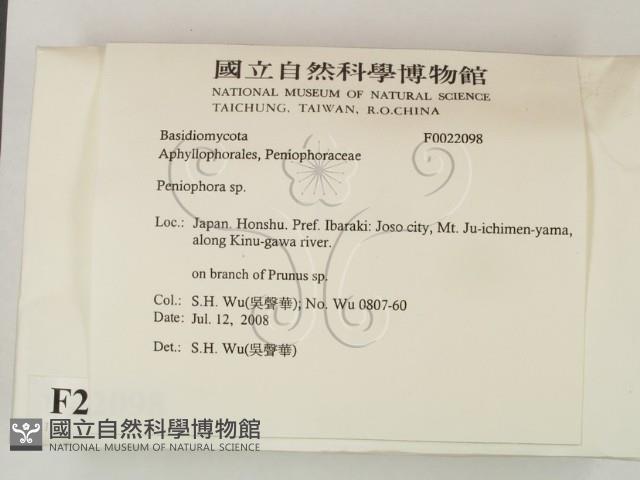 國立自然科學博物館
NATIONAL MUSEUM OF NATURAL SCIENCE
TAICHUNG, TAIWAN, R.O.CHINA
Basidiomycota F0022098
Aphyllophorales, Peniophoraceae
Peniophora sp.
Loc.: Japan. Honshu. Pref. Ibaraki: Joso city, Mt. Ju-ichimen-yama,
along Kinu-gawa river.
on branch of Prunus sp.
Col.: S.H. Wu(吳聲華); No. Wu 0807-60
Date: Jul. 12, 2008
Det.: S.H. Wu(吳聲華)
F2
國立自然科學博物館
NATIONAL MUSEUM OF NATURAL SCIENCE